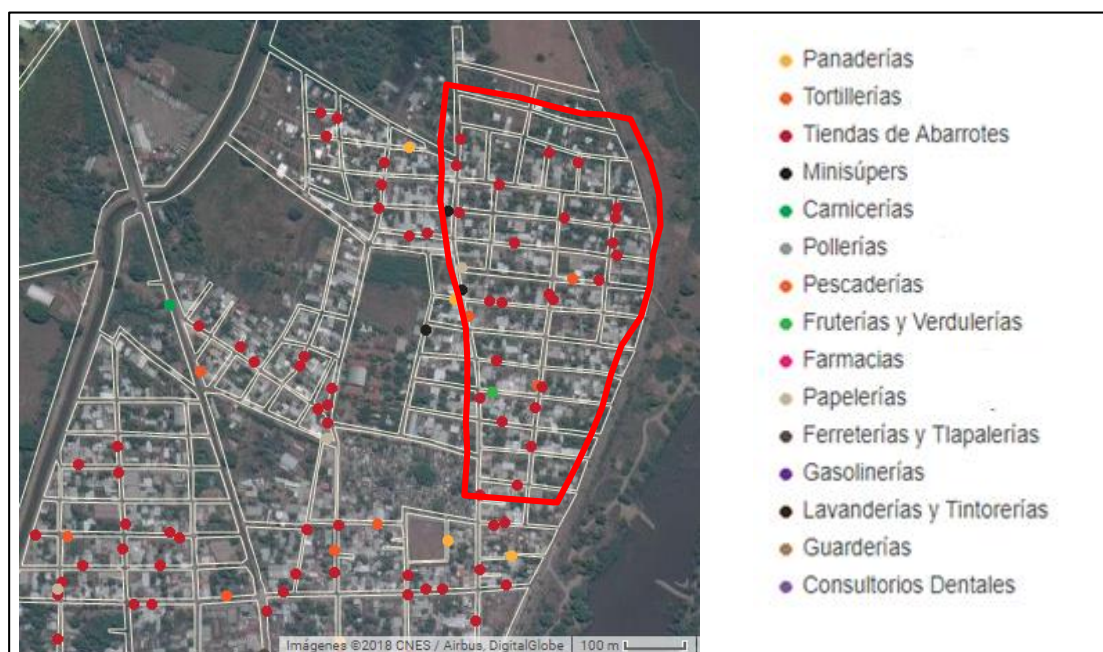 Panaderías
Tortillerías
Tiendas de Abarrotes
Minisúpers
Carnicerías
Pollerías
Pescaderías
Fruterías y Verdulerías
Farmacias
Papelerías
Ferreterías y Tlapalerías
Gasolinerías
Lavanderías y Tintorerías
Guarderías
Consultorios Dentales
Imágenes ©2018 CNES / Airbus, DigitalGlobe 100 m